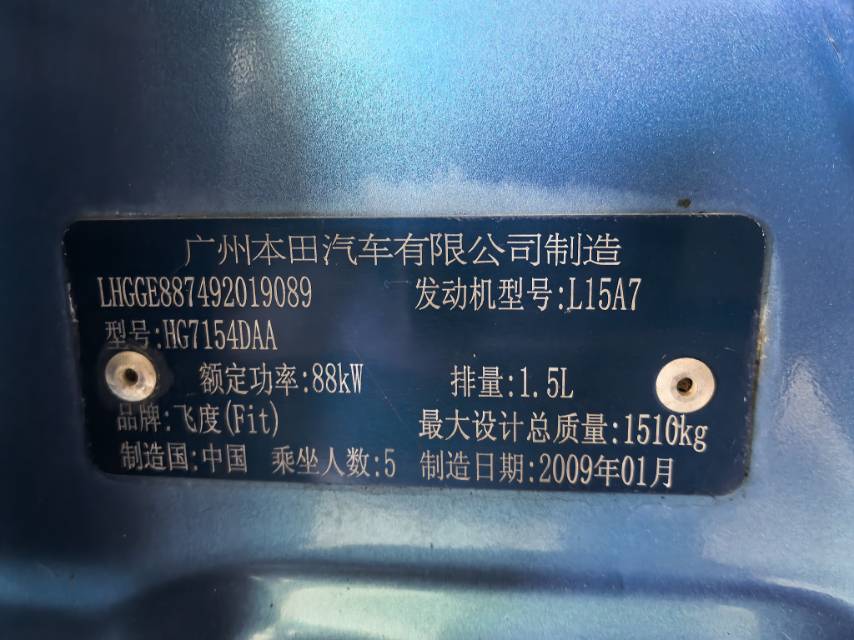 广州本田汽车有限公司制造
LHGGE887492019089 发动机型号:L15A7
型号:HG7154DAA
额定功率:88kW 排量:1.5L
品牌:飞度(Fit) 最大设计总质量:1510kg
制造国:中国 乘坐人数:5 制造日期:2009年01月